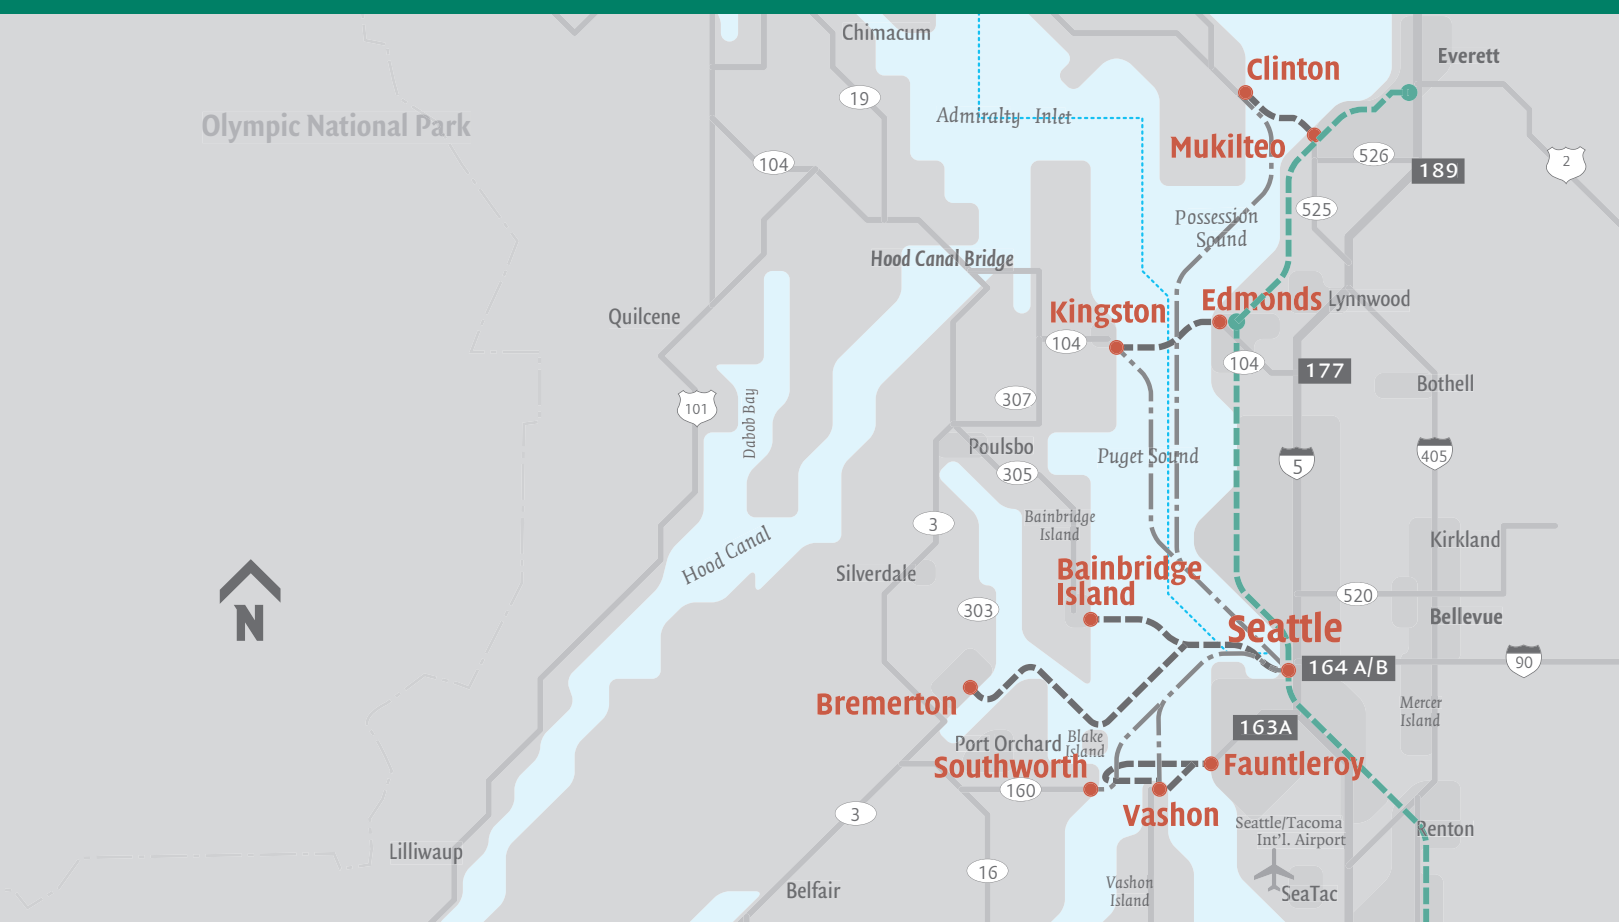 Chimacum
Everett
Clinton
19
Admiralty Inlet
Olympic National Park
Mukilteo
526
104
2
189
525
Possession
Sound
Hood Canal Bridge
Edmonds
Lynnwood
Kingston
Quilcene
104
104
177
Bothell
307
101
Dabob Bay
Poulsbo
Puget Sound
5
405
305
Bainbridge
Island
3
Kirkland
Hood Canal
Silverdale
Bainbridge
Island
520
303
Bellevue
N
Seattle
164 A/B
90
Bremerton
Mercer
Island
163A
Port Orchard
Blake
Island
Southworth
Fauntleroy
160
Vashon
3
Seattle/Tacoma
Int'l. Airport
Renton
Lilliwaup
16
Belfair
Vashon
Island
SeaTac